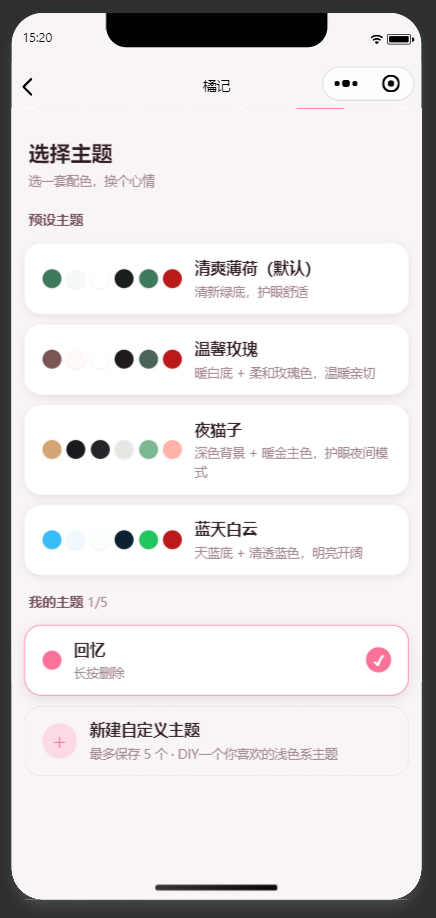 15:20
橘记
选择主题
选一套配色，换个心情
预设主题
清爽薄荷（默认）
清新绿底，护眼舒适
温馨玫瑰
暖白底 + 柔和玫瑰色，温暖亲切
夜猫子
深色背景 + 暖金主色，护眼夜间模
式
蓝天白云
天蓝底 + 清透蓝色，明亮开阔
我的主题 1/5
回忆
长按删除
新建自定义主题
最多保存 5 个 · DIY一个你喜欢的浅色系主题